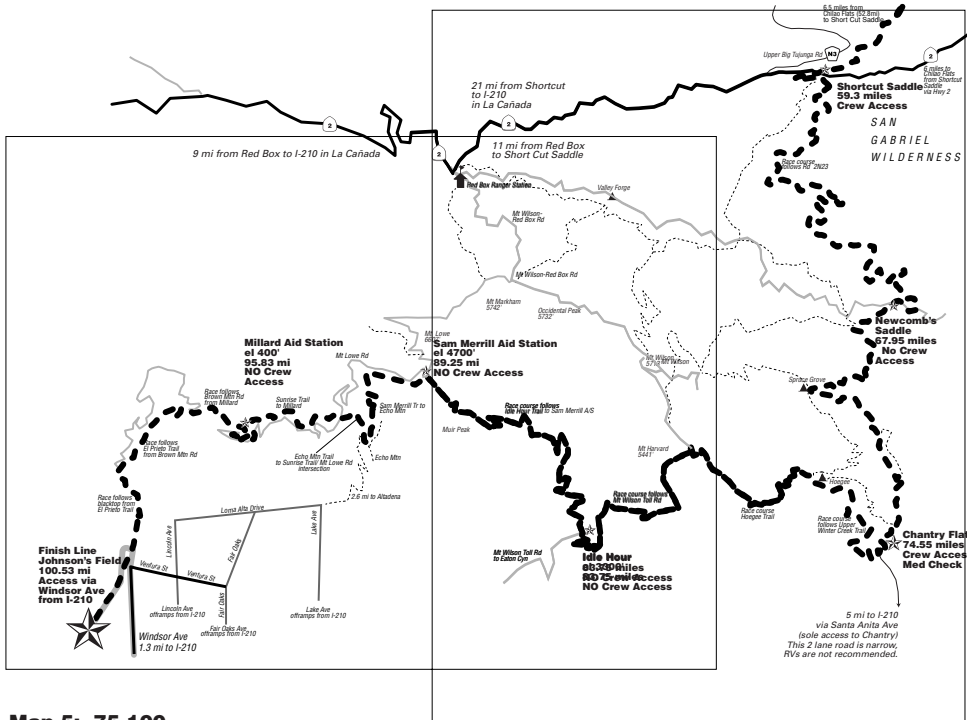 6.5 miles from
Chilao Flats (52.8mi)
to Short Cut Saddle
Upper Big Tujunga Rd
N3
2
6 miles to
Chilao Flats
from Shortcut
Saddle
via Hwy 2
21 mi from Shortcut
to I-210
in La Cañada
Shortcut Saddle
59.3 miles
Crew Access
SAN
GABRIEL
WILDERNESS
2
2
9 mi from Red Box to I-210 in La Cañada
2
11 mi from Red Box
to Short Cut Saddle
Race course
follows Rd 2N23
Red Box Ranger Station
Valley Forge
Mt Wilson-
Red Box Rd
Mt Wilson-Red Box Rd
Mt Markham
5742'
Occidental Peak
5732'
Newcomb's
Saddle
67.95 miles
No Crew
Access
Mt. Lowe
Millard Aid Station
el 400'
95.83 mi
NO Crew
Access
Mt Lowe Rd
Sam Merrill Aid Station
el 4700'
89.25 mi
NO Crew Access
Mt Wilson
Spruce Grove
Race follows
Brown Mtn Rd
from Millard
Sunrise Trail
to Millard
Sam Merrill Tr to
Echo Mtn
Race course follows
Idle Hour Trail to Sam Merrill A/S
Muir Peak
Race follows
El Prieto Trail
from Brown Mtn Rd
Echo Mtn Trail
to Sunrise Trail/ Mt Lowe Rd
intersection
Echo Mtn
Mt Harvard
5441'
Hoegee
Race follows
blacktop from
El Prieto Trail
2.6 mi to Altadena
Race course follows
Mt Wilson Toll Rd
Race course
Hoegee Trail
Race course
follows Upper
Winter Creek Trail
Loma Alta Drive
Lincoln Ave
Fair Oaks
Lake Ave
Chantry Flat
74.55 miles
Crew Access
Med Check
Finish Line
Johnson's Field
100.53 mi
Access via
Windsor Ave
from I-210
Ventura St
Ventura St
Mt Wilson Toll Rd
to Eaton Cyn
Idle Hour
NO Crew Access
Fair Oaks
Lincoln Ave
offramps from I-210
Lake Ave
offramps from I-210
Fair Oaks Ave
offramps from I-210
Windsor Ave
1.3 mi to I-210
5 mi to I-210
via Santa Anita Ave
(sole access to Chantry)
This 2 lane road is narrow,
RVs are not recommended.
Map 5: 75-100